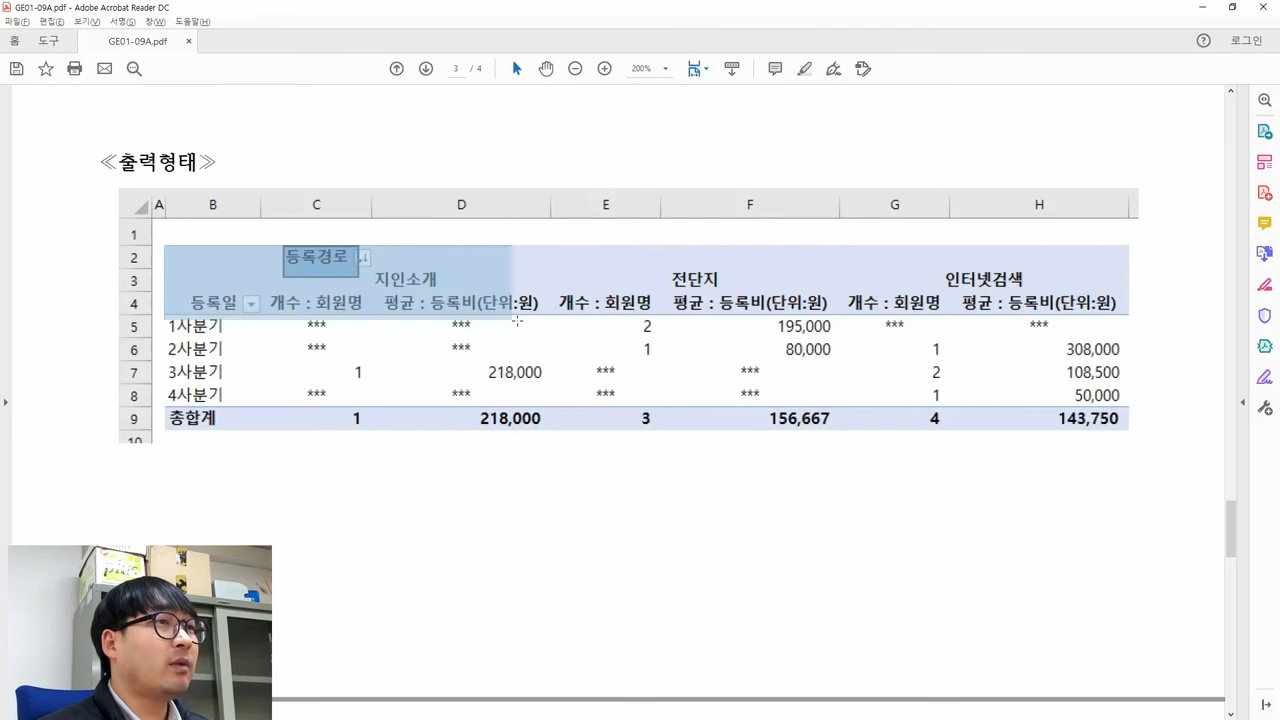 GE01-09A.pdf - Adobe Acrobat Reader DC
파일(F) 편집(E) 보기(V) 서명(S) 창(W) 도움말(H)
홈 도구 GE01-09A.pdf × 로그인
3 / 4 200%
≪출력형태≫
A B C D E F G H
1
2 등록경로
3 지인소개 전단지 인터넷검색
4 등록일 개수 : 회원명 평균 : 등록비(단위:원) 개수 : 회원명 평균 : 등록비(단위:원) 개수 : 회원명 평균 : 등록비(단위:원)
5 1사분기 *** *** 2 195,000 *** ***
6 2사분기 *** *** 1 80,000 1 308,000
7 3사분기 1 218,000 *** *** 2 108,500
8 4사분기 *** *** *** *** 1 50,000
9 총합계 1 218,000 3 156,667 4 143,750